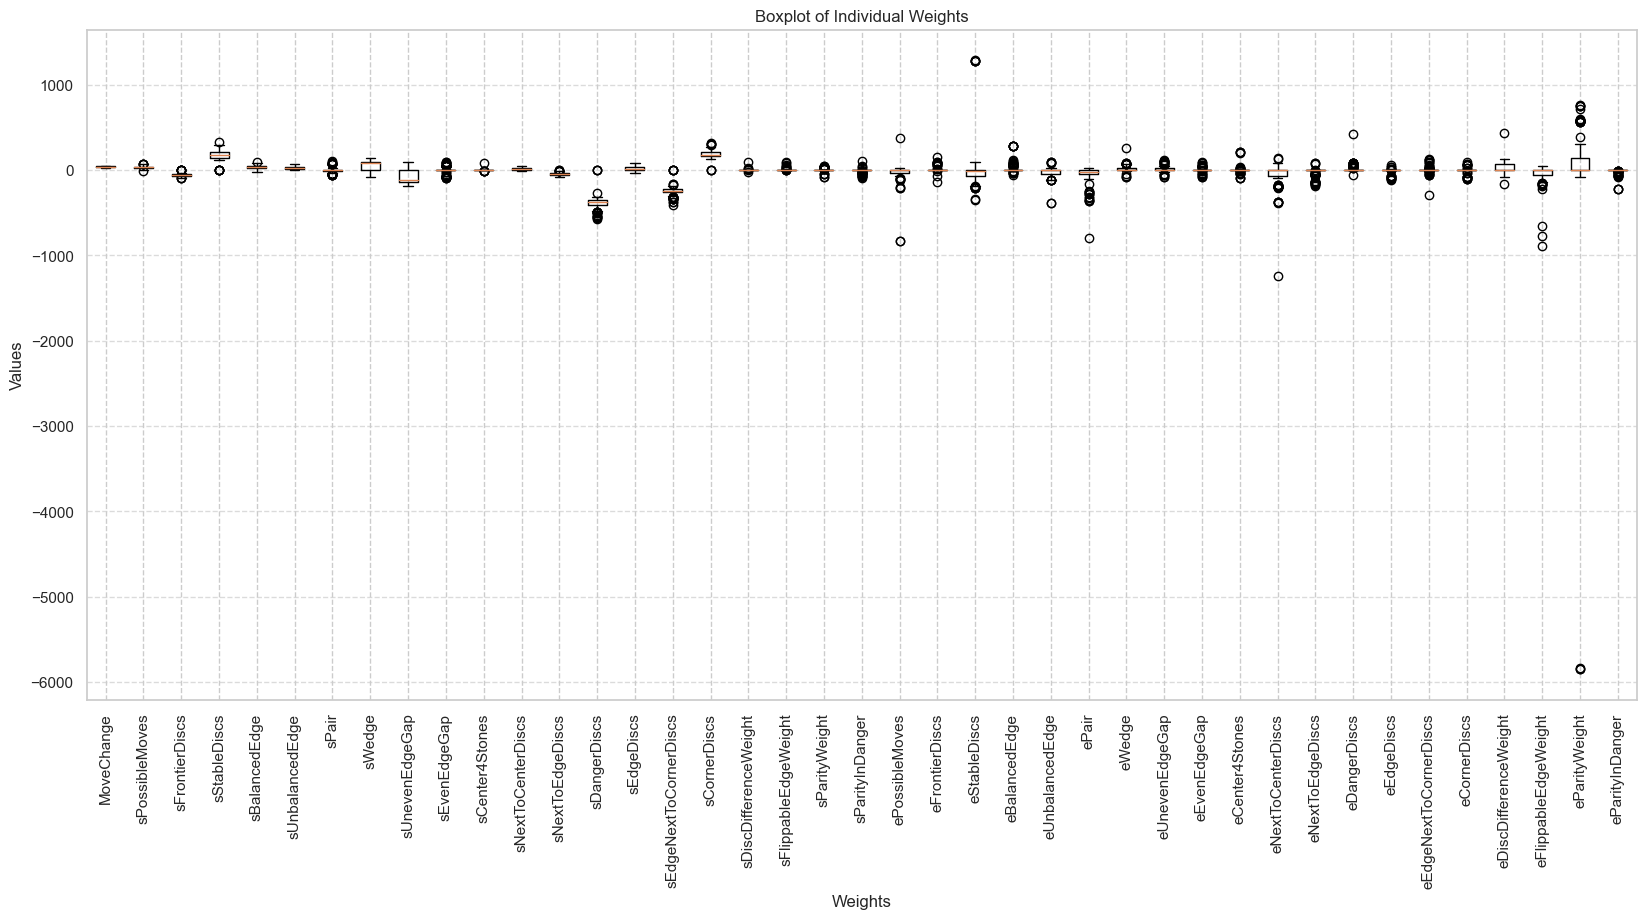 Boxplot of Individual Weights
Values
1000
0
−1000
−2000
−3000
−4000
−5000
−6000
MoveChange
sPossibleMoves
sFrontierDiscs
sStableDiscs
sBalancedEdge
sUnbalancedEdge
sPair
sWedge
sUnevenEdgeGap
sEvenEdgeGap
sCenter4Stones
sNextToCenterDiscs
sNextToEdgeDiscs
sDangerDiscs
sEdgeDiscs
sEdgeNextToCornerDiscs
sCornerDiscs
sDiscDifferenceWeight
sFlippableEdgeWeight
sParityWeight
sParityInDanger
ePossibleMoves
eFrontierDiscs
eStableDiscs
eBalancedEdge
eUnbalancedEdge
ePair
eWedge
eUnevenEdgeGap
eEvenEdgeGap
eCenter4Stones
eNextToCenterDiscs
eNextToEdgeDiscs
eDangerDiscs
eEdgeDiscs
eEdgeNextToCornerDiscs
eCornerDiscs
eDiscDifferenceWeight
eFlippableEdgeWeight
eParityWeight
eParityInDanger
Weights